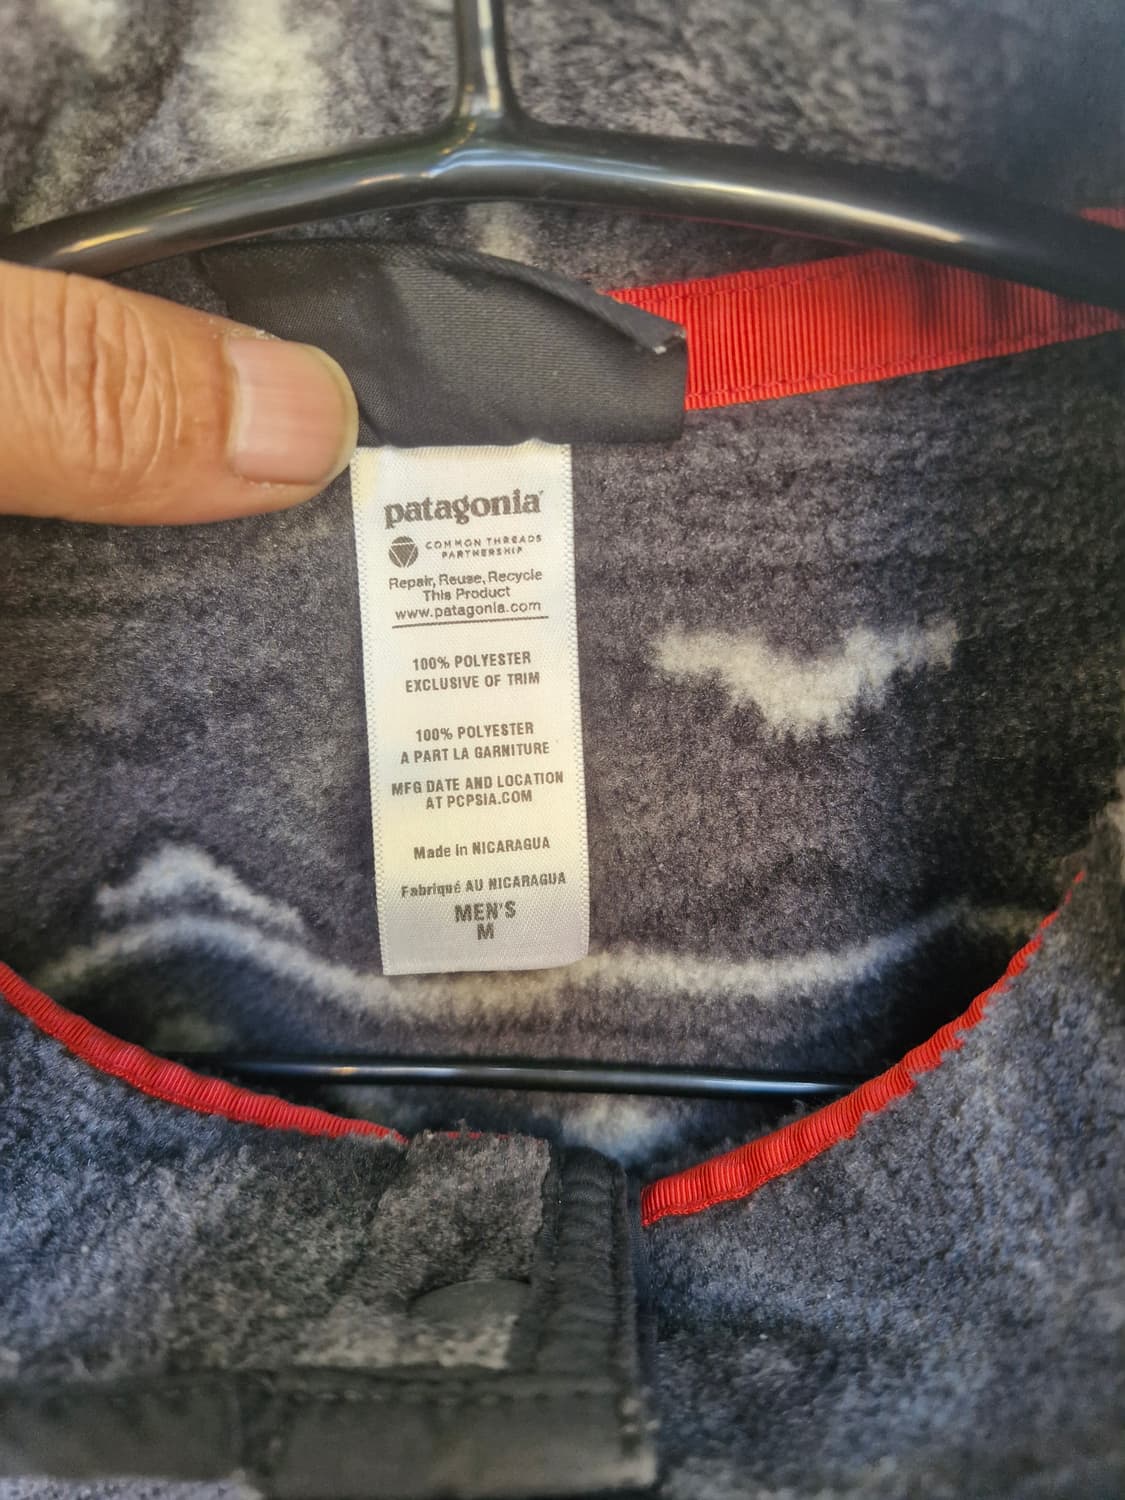 patagonia®
COMMON THREADS
PARTNERSHIP
Repair, Reuse, Recycle
This Product
www.patagonia.com
100% POLYESTER
EXCLUSIVE OF TRIM
100% POLYESTER
A PART LA GARNITURE
MFG DATE AND LOCATION
AT PCPSIA.COM
Made in NICARAGUA
Fabriqué AU NICARAGUA
MEN'S
M